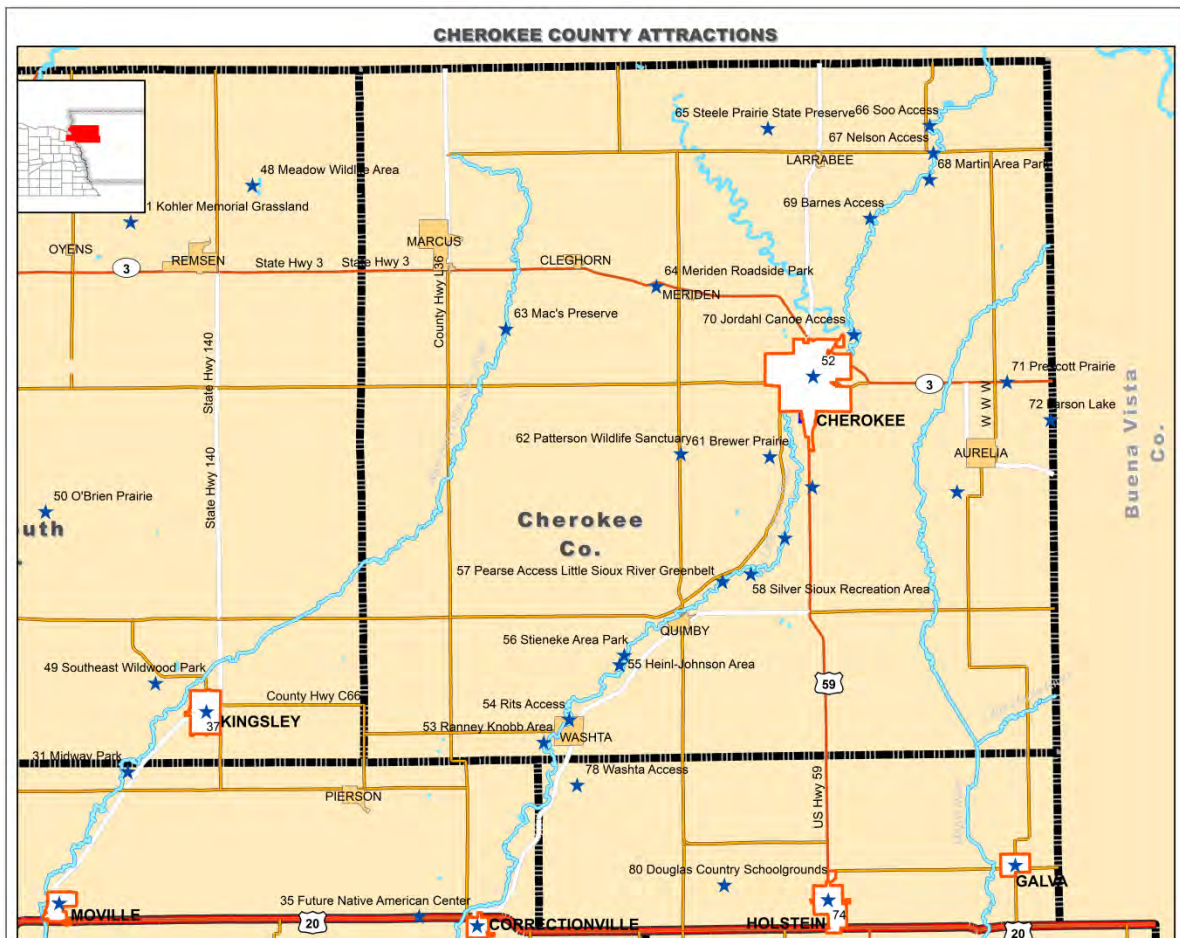 CHEROKEE COUNTY ATTRACTIONS
65 Steele Prairie State Preserve
66 Soo Access
67 Nelson Access
LARRABEE
68 Martin Area Park
48 Meadow Wildlife Area
1 Kohler Memorial Grassland
69 Barnes Access
OYENS
REMSEN
MARCUS
CLEGHORN
3
State Hwy 3
State Hwy 3
64 Meriden Roadside Park
MERIDEN
County Hwy L36
63 Mac's Preserve
70 Jordahl Canoe Access
State Hwy 140
52
71 Prescott Prairie
3
72 Larson Lake
W W W
CHEROKEE
62 Patterson Wildlife Sanctuary
61 Brewer Prairie
AURELIA
Buena Vista
Co.
50 O'Brien Prairie
State Hwy 140
outh
Cherokee
Co.
57 Pearse Access Little Sioux River Greenbelt
58 Silver Sioux Recreation Area
QUIMBY
56 Stieneke Area Park
55 Heinl-Johnson Area
49 Southeast Wildwood Park
59
County Hwy C66
54 Rits Access
37
KINGSLEY
53 Ranney Knobb Area
WASHTA
31 Midway Park
78 Washta Access
PIERSON
US Hwy 59
80 Douglas Country Schoolgrounds
GALVA
35 Future Native American Center
MOVILLE
20
CORRECTIONVILLE
HOLSTEIN
74
20